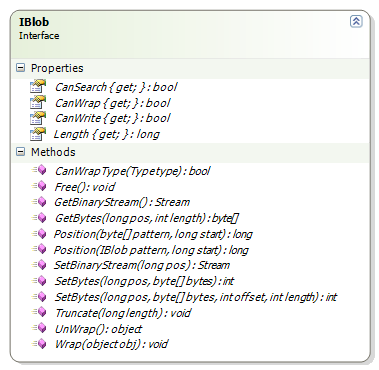 IBlob
Interface
Properties
CanSearch { get; } : bool
CanWrap { get; } : bool
CanWrite { get; } : bool
Length { get; } : long
Methods
CanWrapType(Type type) : bool
Free() : void
GetBinaryStream() : Stream
GetBytes(long pos, int length) : byte[]
Position(byte[] pattern, long start) : long
Position(IBlob pattern, long start) : long
SetBinaryStream(long pos) : Stream
SetBytes(long pos, byte[] bytes) : int
SetBytes(long pos, byte[] bytes, int offset, int length) : int
Truncate(long length) : void
UnWrap() : object
Wrap(object obj) : void